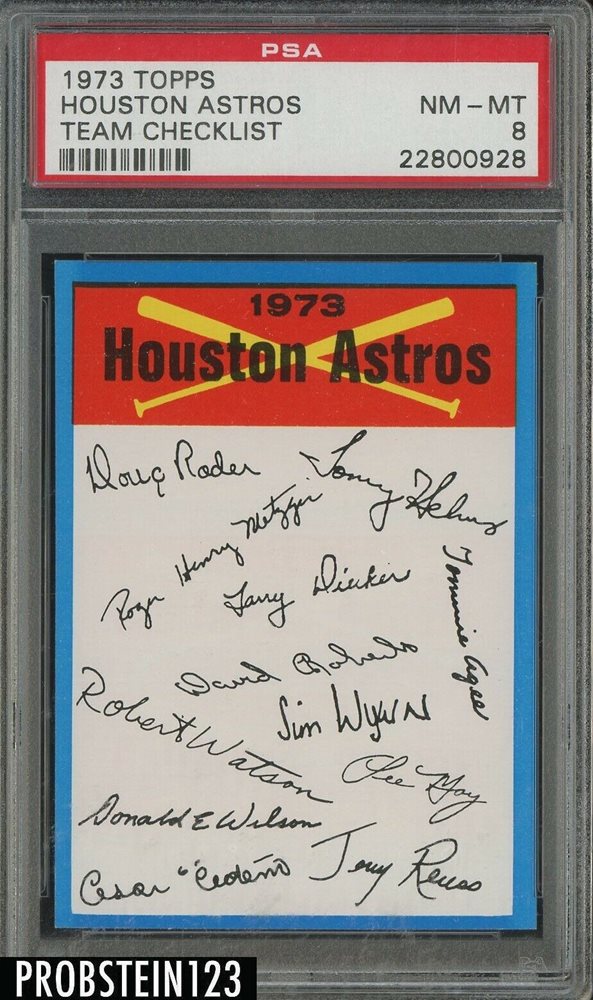 PSA
1973 TOPPS
HOUSTON ASTROS NM - MT
TEAM CHECKLIST 8
22800928
1973
Houston Astros
Doug Rader
Tommy Helms
Roger Henry Metzger
Larry Dierker
Tommie Agee
David Roberts
Robert Watson
Jim Wynn
Lee May
Donald E Wilson
Cesar "Cedeño
Jerry Reuss
PROBSTEIN123